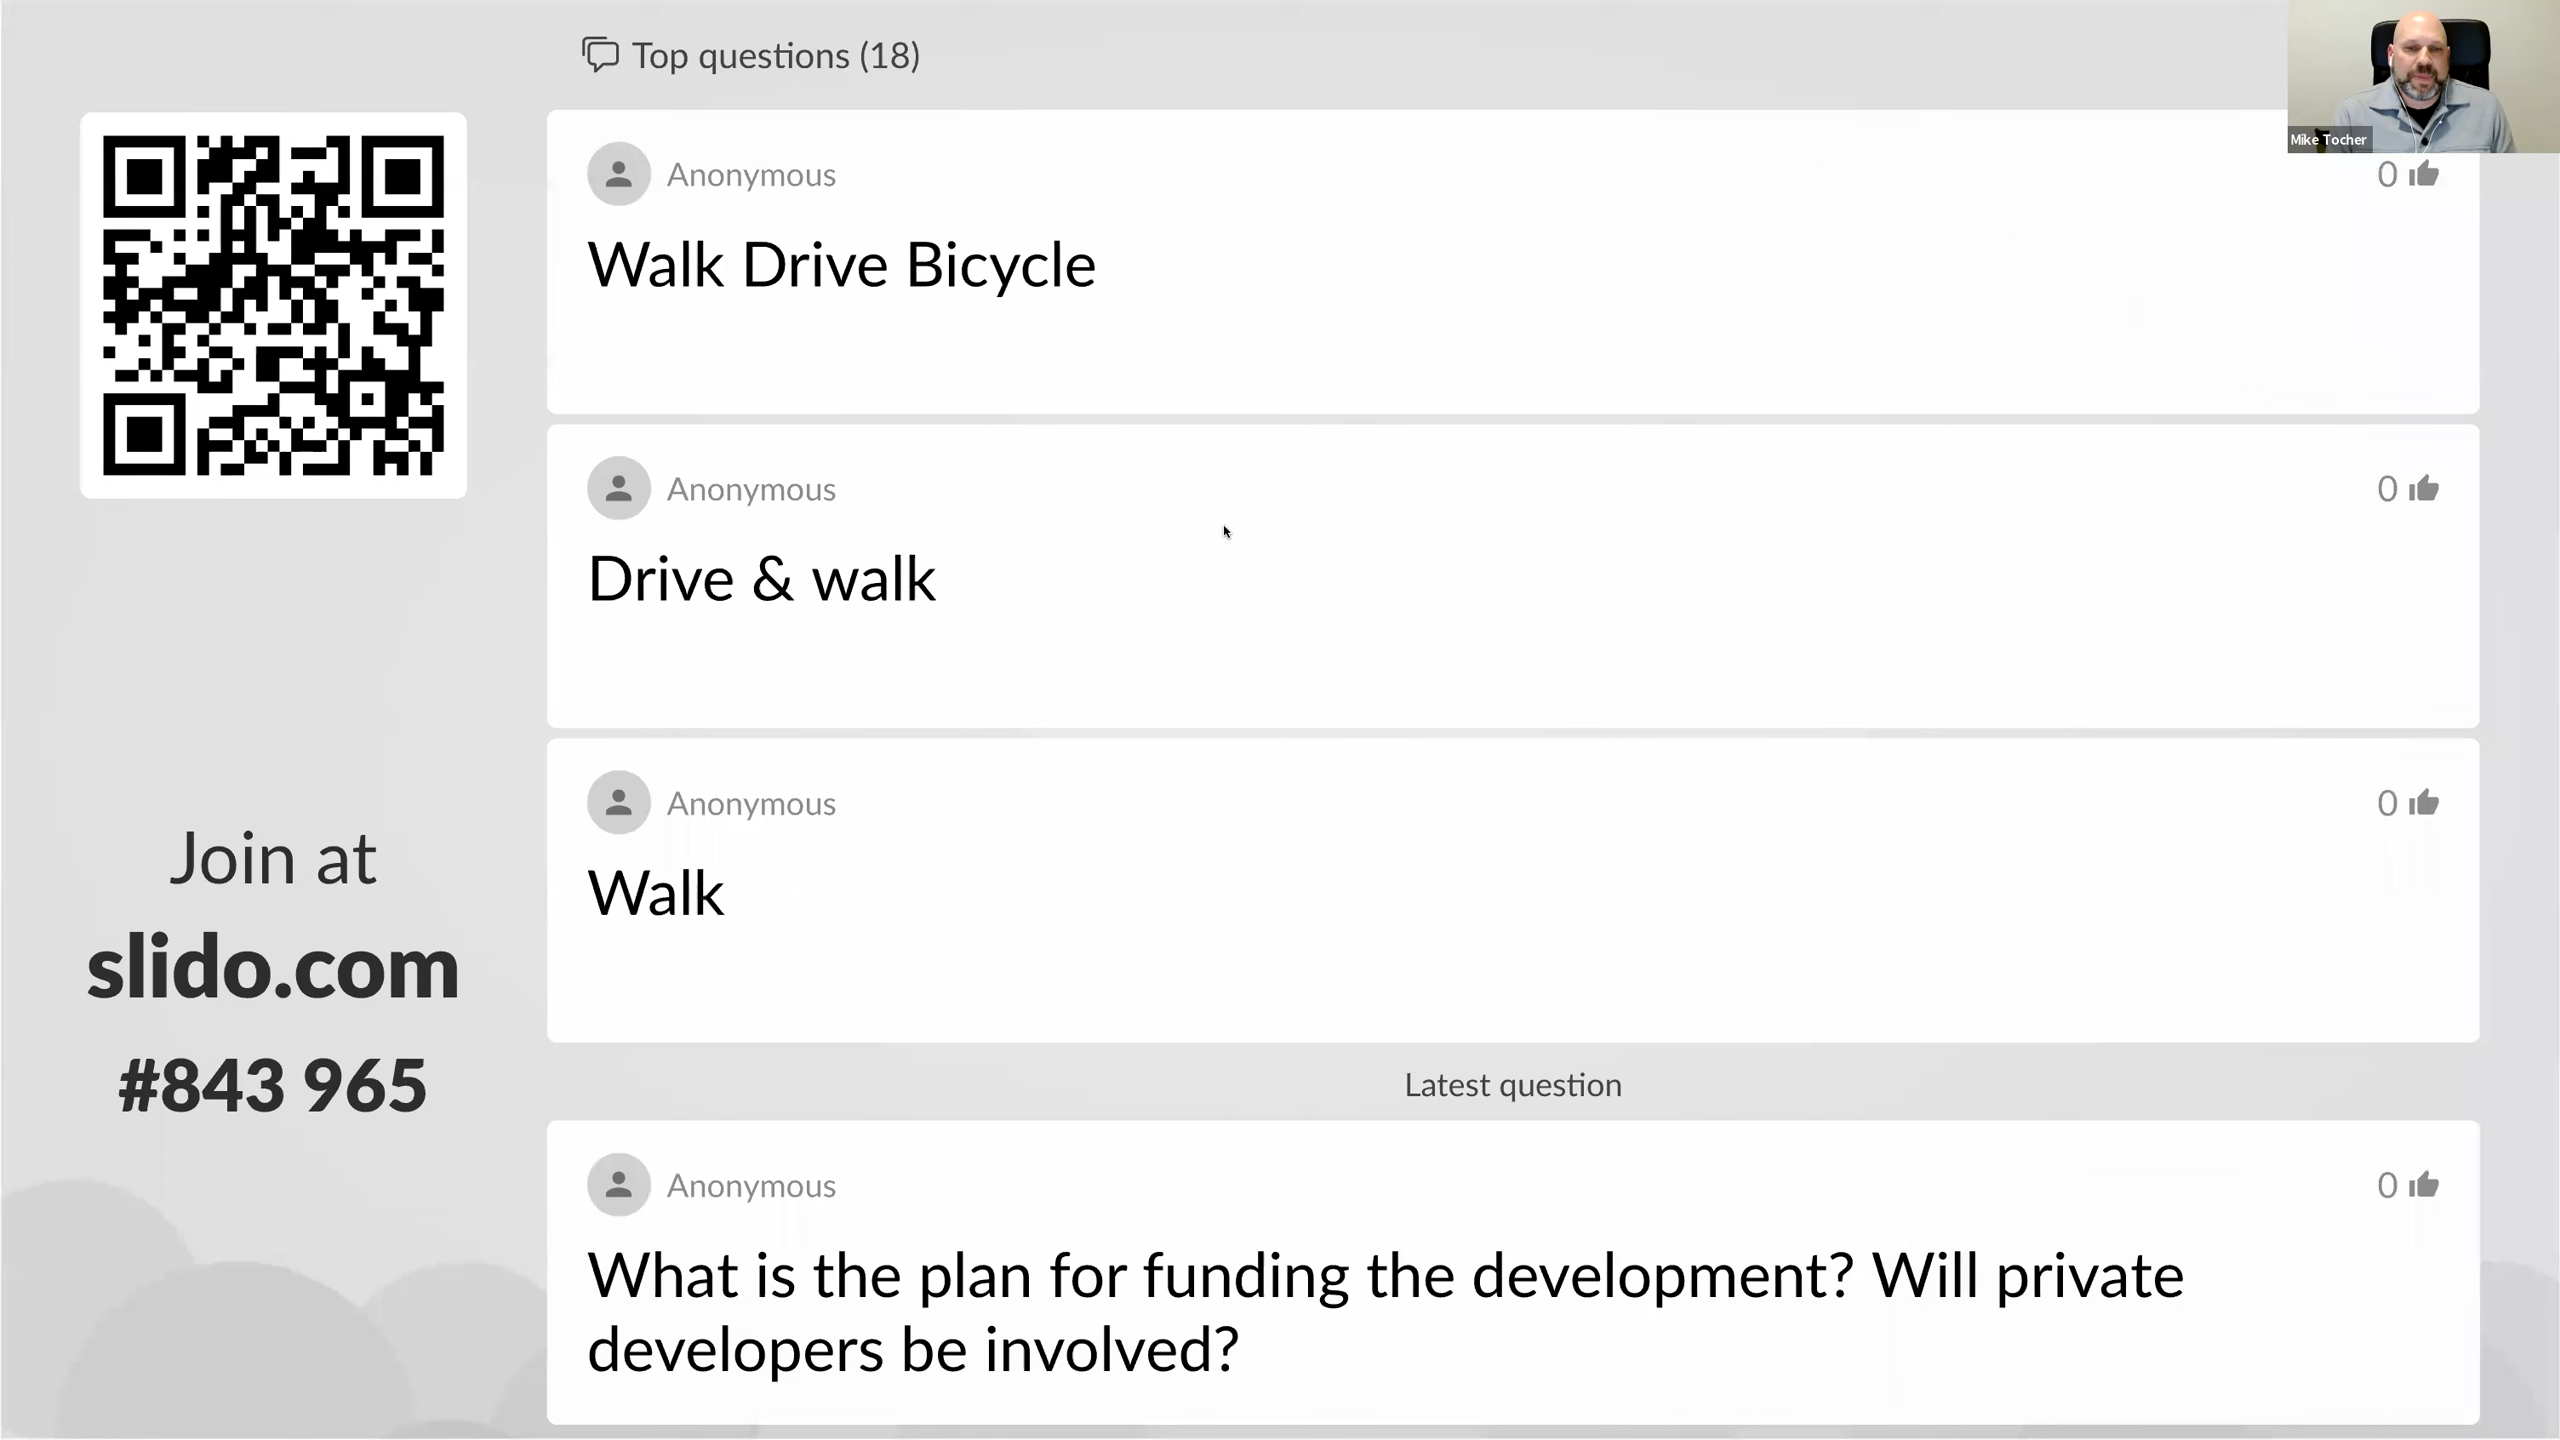 Top questions (18)
Mike Tocher
Anonymous
0
Walk Drive Bicycle
Anonymous
0
Drive & walk
Anonymous
0
Walk
Join at
slido.com
#843 965
Latest question
Anonymous
0
What is the plan for funding the development? Will private
developers be involved?